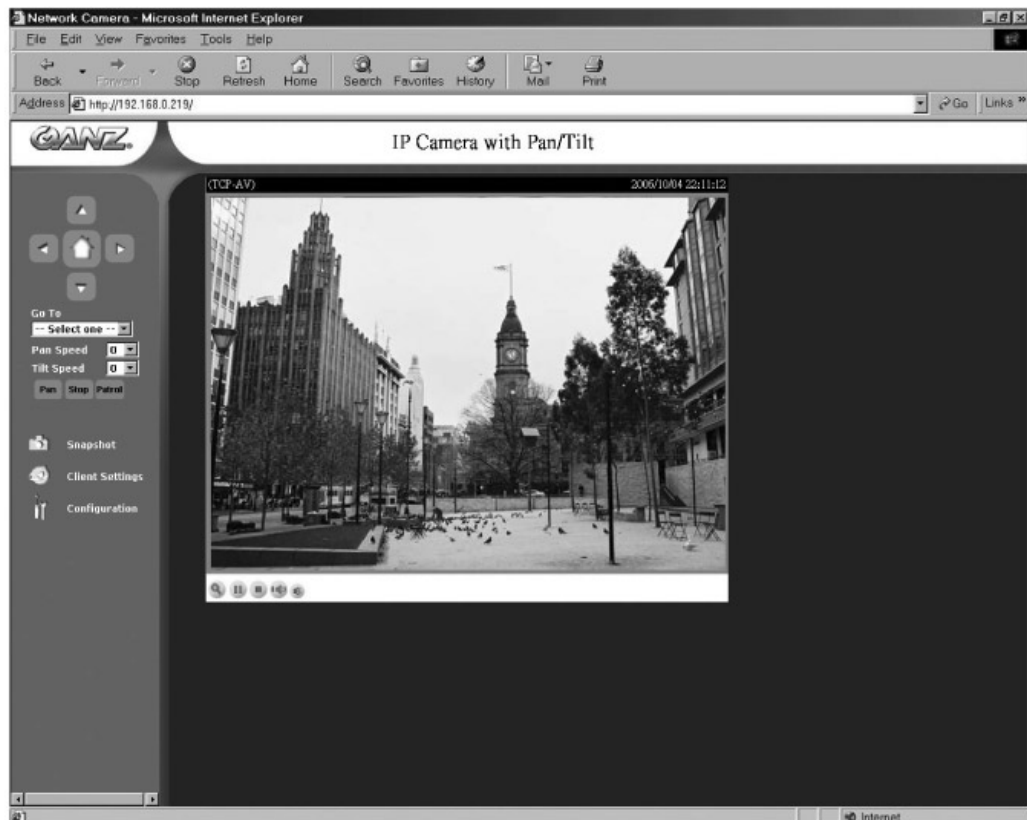 Network Camera - Microsoft Internet Explorer
File Edit View Favorites Tools Help
Back Forward Stop Refresh Home Search Favorites History Mail Print
Address http://192.168.0.219/ Go Links »
GANZ. IP Camera with Pan/Tilt
(TCP-AV) 2005/10/04 22:11:12
Go To
-- Select one --
Pan Speed 0
Tilt Speed 0
Pan Stop Patrol
Snapshot
Client Settings
Configuration
Internet